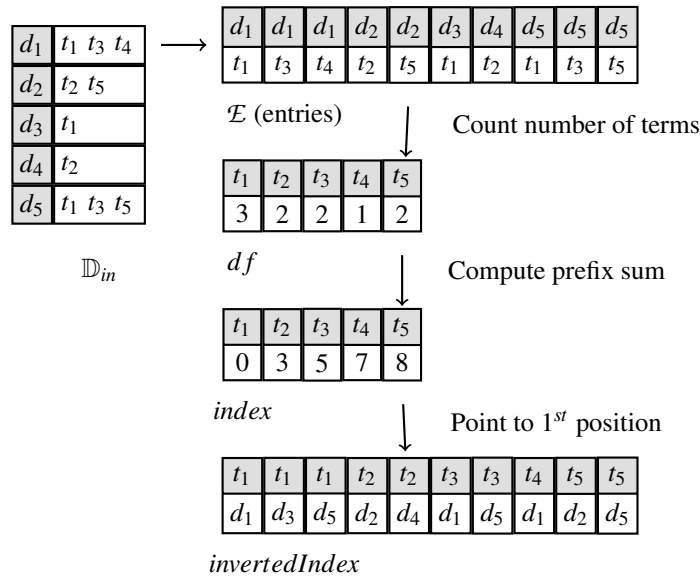 d₁ t₁ t₃ t₄
d₂ t₂ t₅
d₃ t₁
d₄ t₂
d₅ t₁ t₃ t₅
𝔻ᵢₙ
d₁ d₁ d₁ d₂ d₂ d₃ d₄ d₅ d₅ d₅
t₁ t₃ t₄ t₂ t₅ t₁ t₂ t₁ t₃ t₅
ℰ (entries)
Count number of terms
t₁ t₂ t₃ t₄ t₅
3 2 2 1 2
df
Compute prefix sum
t₁ t₂ t₃ t₄ t₅
0 3 5 7 8
index
Point to 1ˢᵗ position
t₁ t₁ t₁ t₂ t₂ t₃ t₃ t₄ t₅ t₅
d₁ d₃ d₅ d₂ d₄ d₁ d₅ d₁ d₂ d₅
invertedIndex